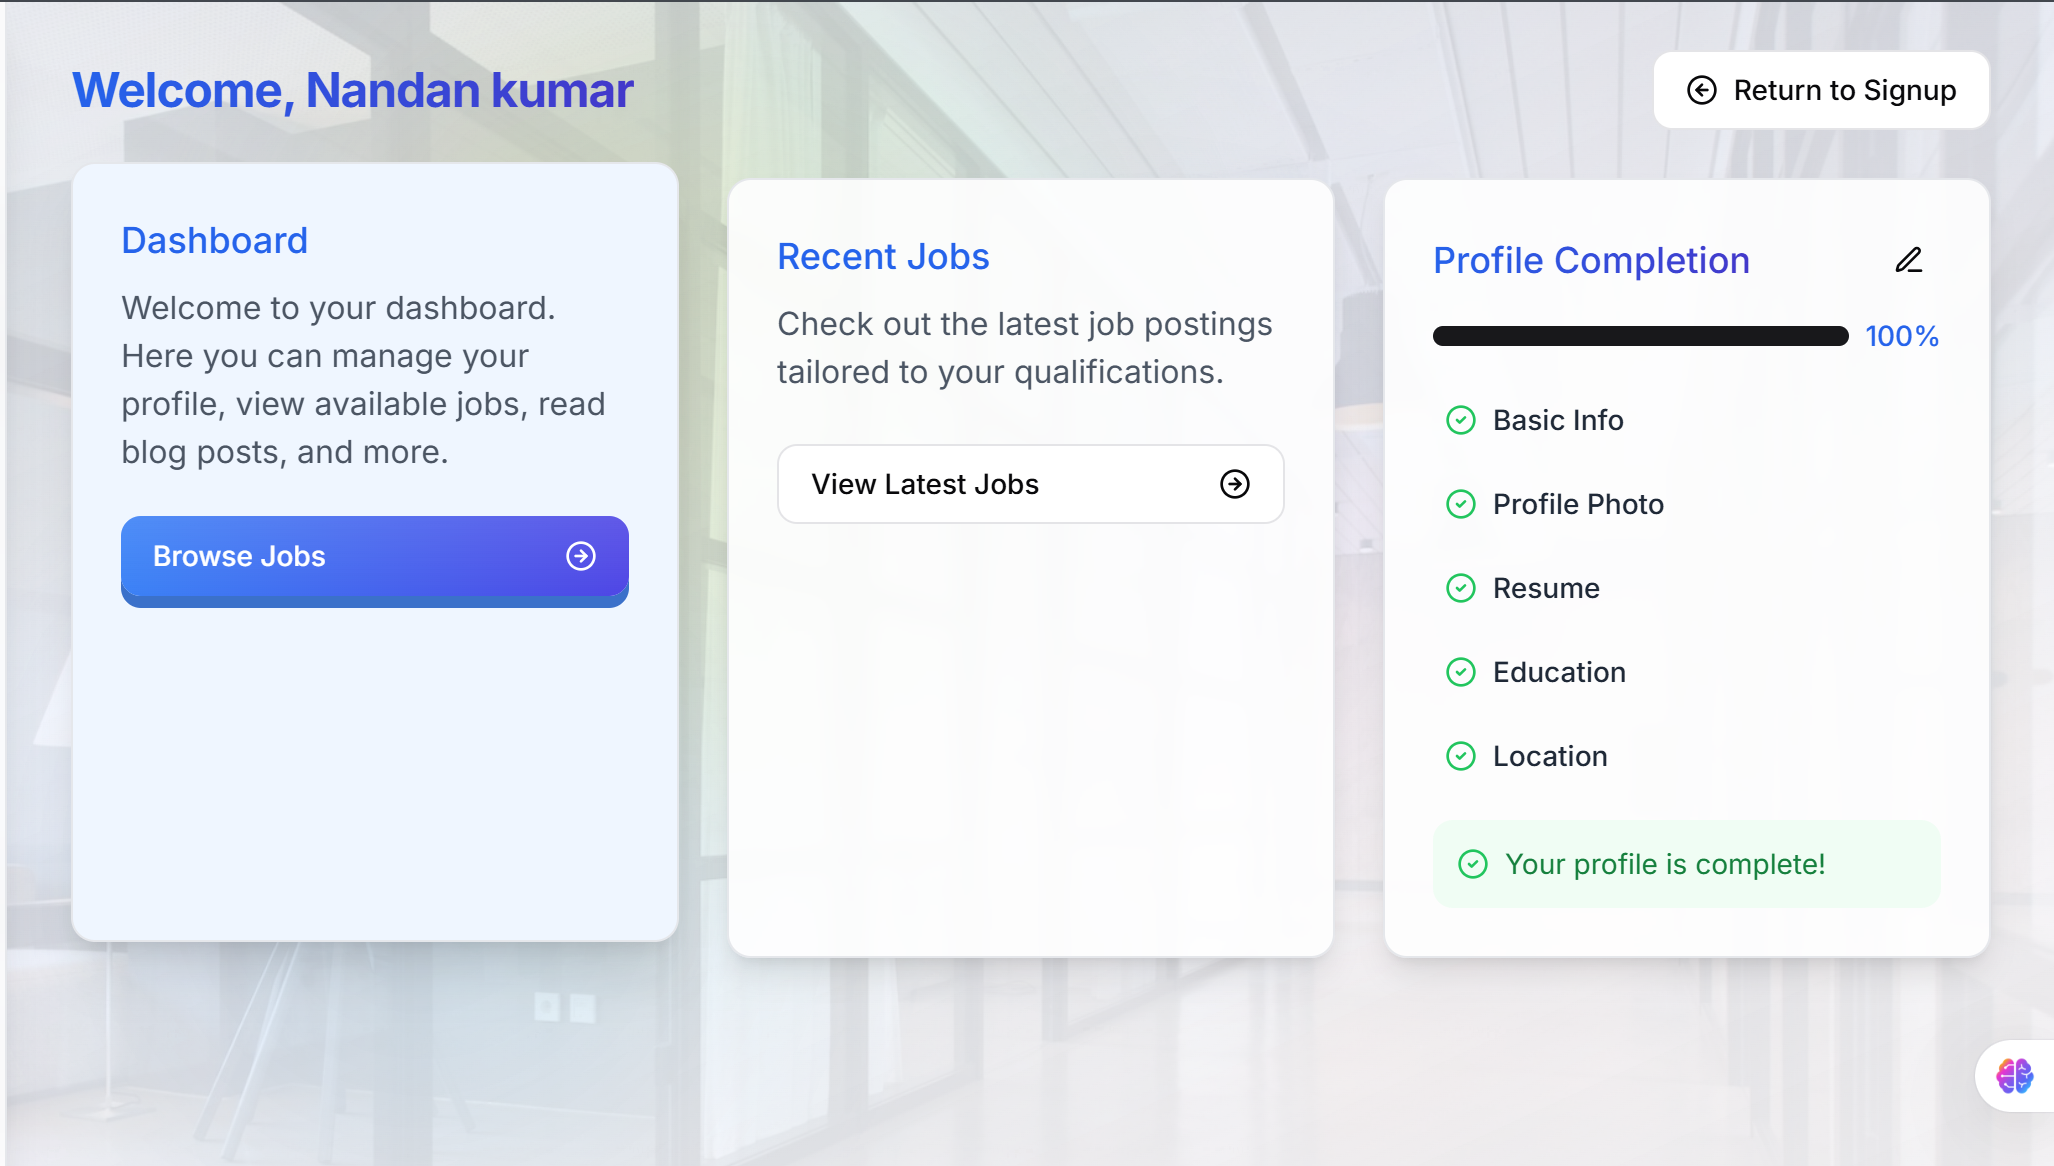 Welcome, Nandan kumar
Return to Signup
Dashboard
Welcome to your dashboard.
Here you can manage your
profile, view available jobs, read
blog posts, and more.
Browse Jobs
Recent Jobs
Check out the latest job postings
tailored to your qualifications.
View Latest Jobs
Profile Completion
100%
Basic Info
Profile Photo
Resume
Education
Location
Your profile is complete!